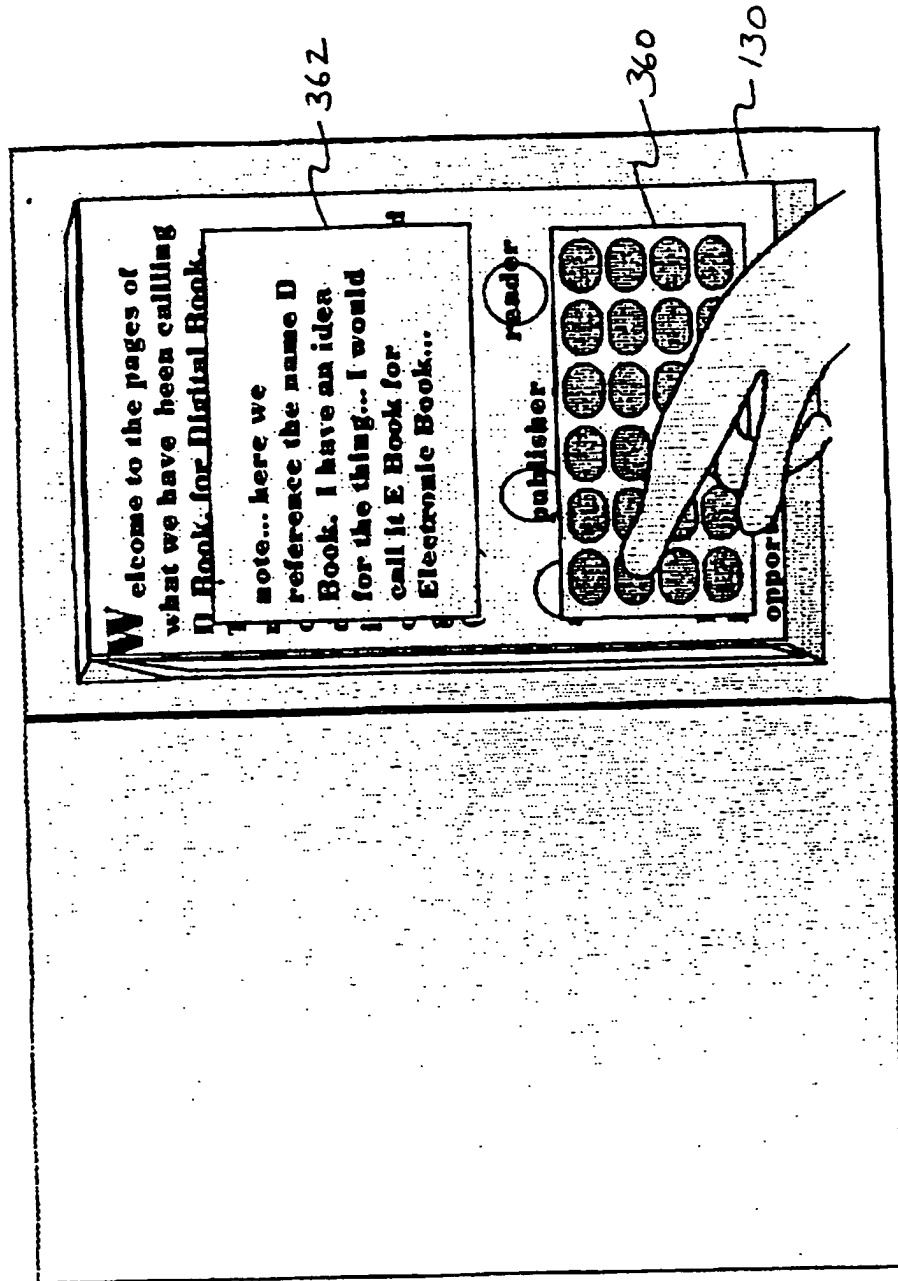 Welcome to the pages of
what we have been callling
D Book, for Digital Book.
note... here we
reference the name D
Book. I have an idea
for the thing... I would
call it E Book for
Electronic Book...
publisher
reader
oppor
362
360
130